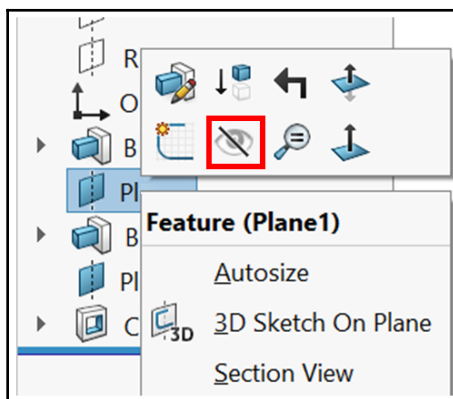 R
O
B
Pl
Feature (Plane1)
B
Autosize
Pl
3D
3D Sketch On Plane
C
Section View